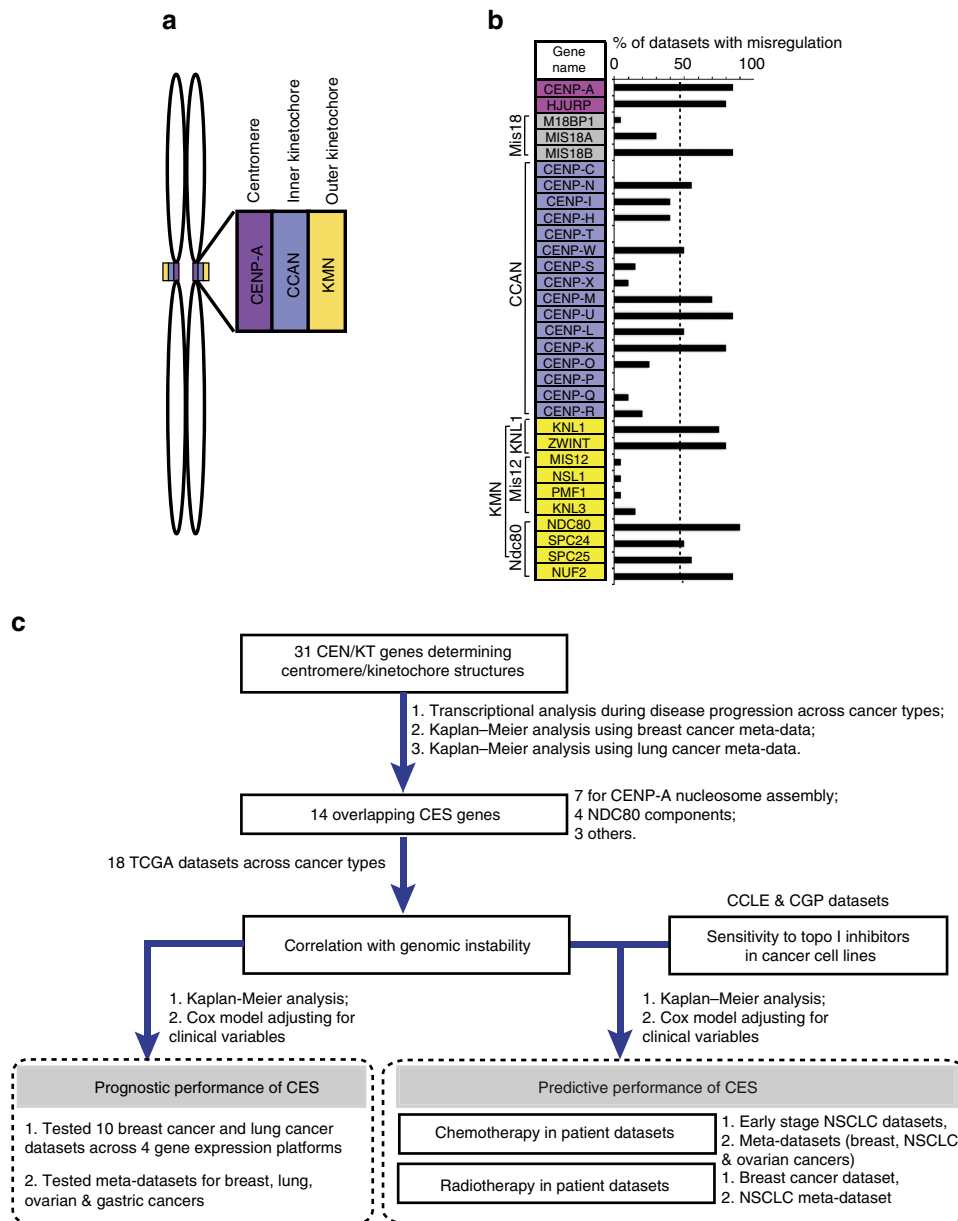 a
Centromere
Inner kinetochore
Outer kinetochore
CENP-A
CCAN
KMN
b
% of datasets with misregulation
Gene
name
0
50
100
CENP-A
HJURP
Mis18
M18BP1
MIS18A
MIS18B
CCAN
CENP-C
CENP-N
CENP-I
CENP-H
CENP-T
CENP-W
CENP-S
CENP-X
CENP-M
CENP-U
CENP-L
CENP-K
CENP-O
CENP-P
CENP-Q
CENP-R
KMN
KNL1
KNL1
ZWINT
Mis12
MIS12
NSL1
PMF1
KNL3
Ndc80
NDC80
SPC24
SPC25
NUF2
c
31 CEN/KT genes determining
centromere/kinetochore structures
1. Transcriptional analysis during disease progression across cancer types;
2. Kaplan–Meier analysis using breast cancer meta-data;
3. Kaplan–Meier analysis using lung cancer meta-data.
14 overlapping CES genes
7 for CENP-A nucleosome assembly;
4 NDC80 components;
3 others.
18 TCGA datasets across cancer types
Correlation with genomic instability
CCLE & CGP datasets
Sensitivity to topo I inhibitors
in cancer cell lines
1. Kaplan-Meier analysis;
2. Cox model adjusting for
clinical variables
1. Kaplan–Meier analysis;
2. Cox model adjusting for
clinical variables
Prognostic performance of CES
1. Tested 10 breast cancer and lung cancer
datasets across 4 gene expression platforms
2. Tested meta-datasets for breast, lung,
ovarian & gastric cancers
Predictive performance of CES
Chemotherapy in patient datasets
1. Early stage NSCLC datasets,
2. Meta-datasets (breast, NSCLC
& ovarian cancers)
Radiotherapy in patient datasets
1. Breast cancer dataset,
2. NSCLC meta-dataset